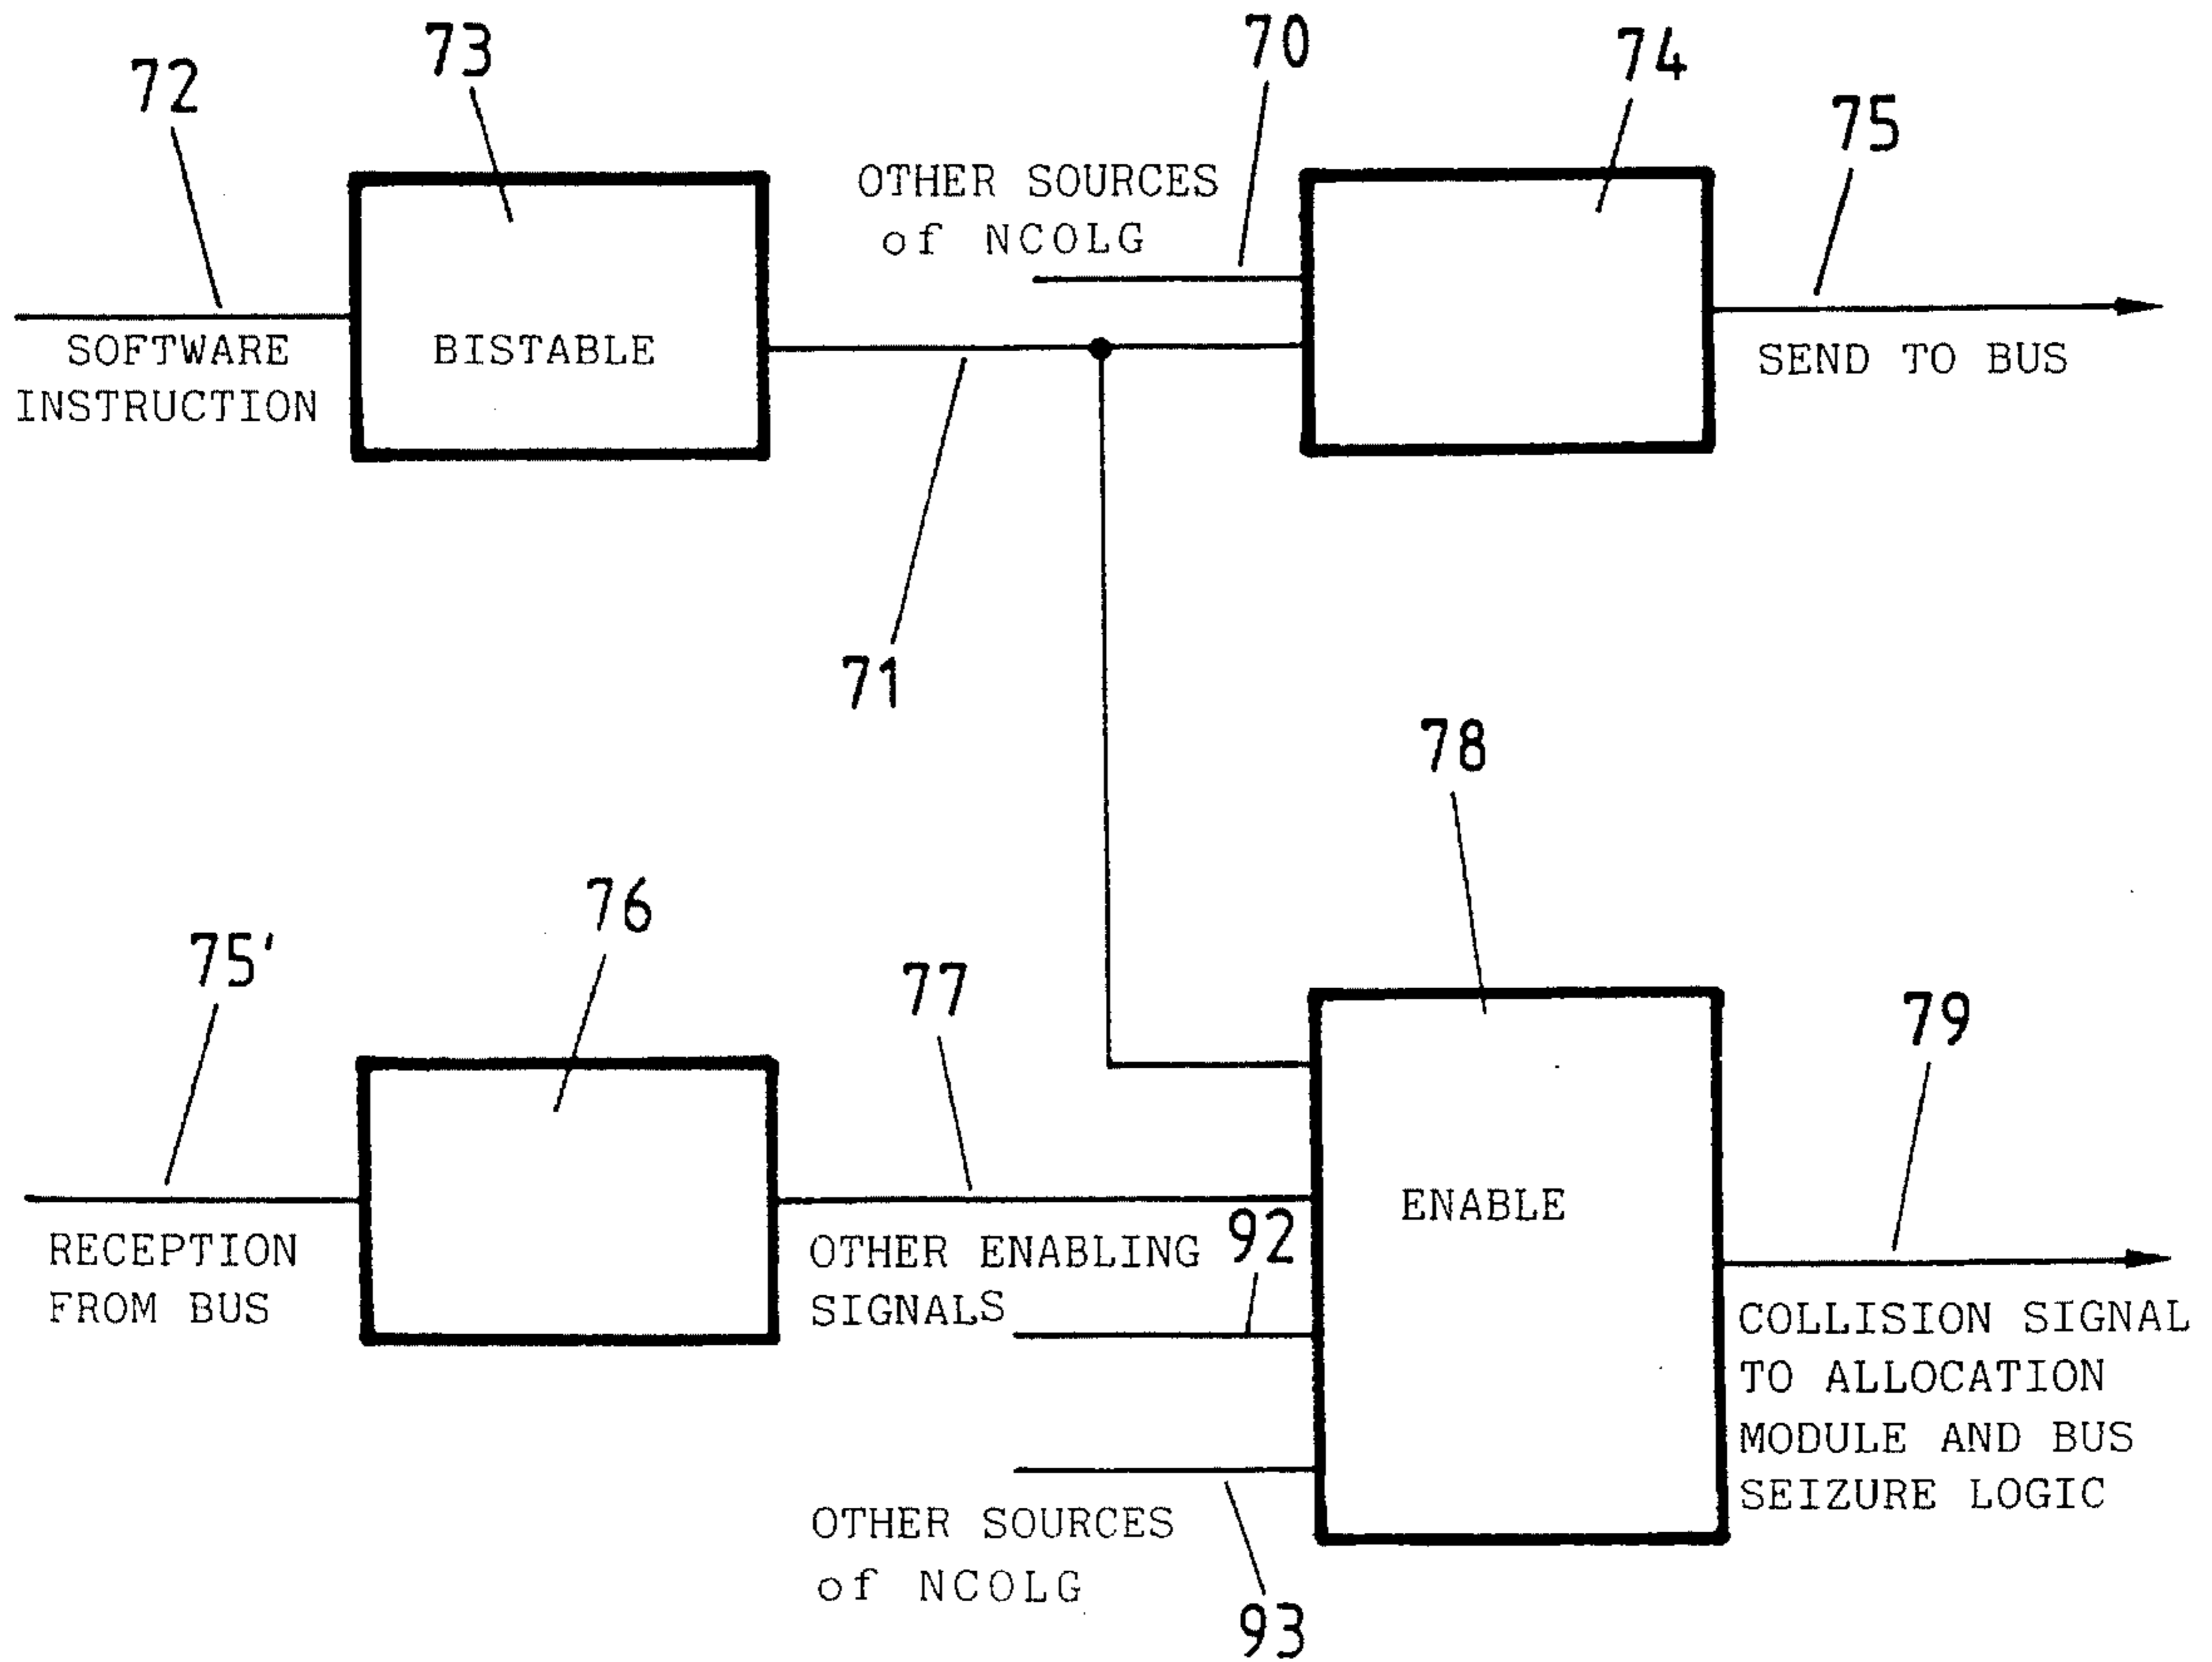 72
73
70
74
75
OTHER SOURCES
of NCOLG
SOFTWARE
INSTRUCTION
BISTABLE
SEND TO BUS
71
78
75'
76
77
79
RECEPTION
FROM BUS
OTHER ENABLING
SIGNALS
92
ENABLE
COLLISION SIGNAL
TO ALLOCATION
MODULE AND BUS
SEIZURE LOGIC
OTHER SOURCES
of NCOLG
93